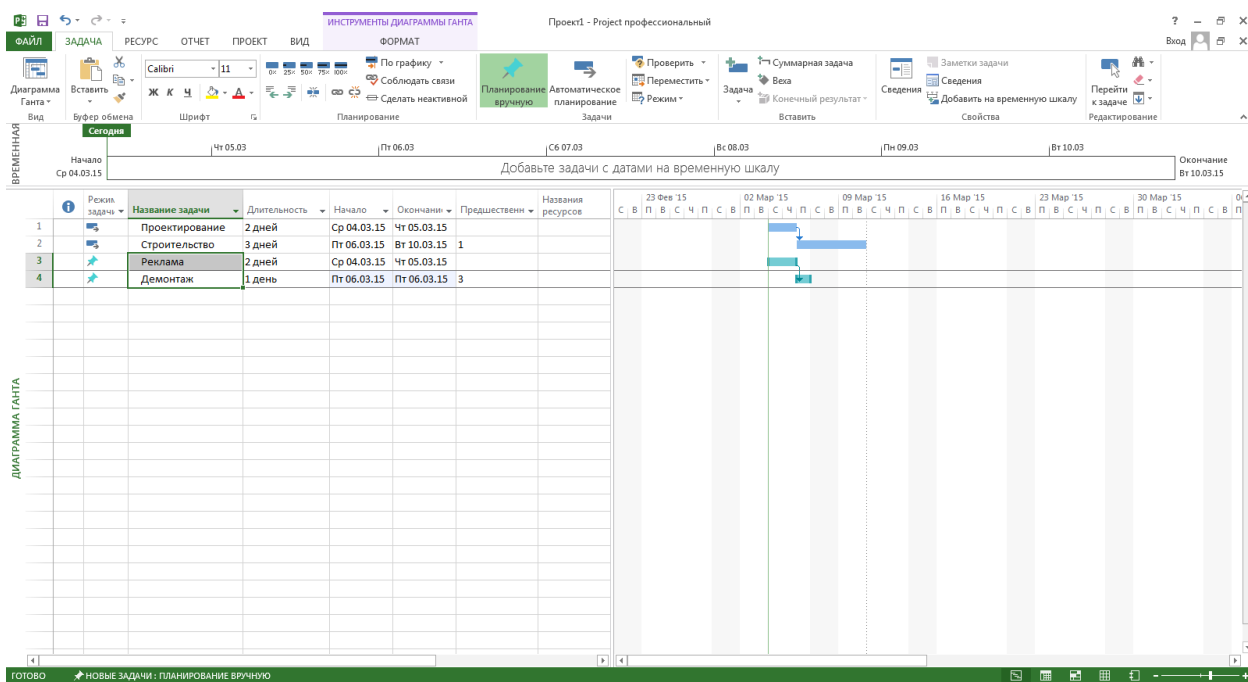 ИНСТРУМЕНТЫ ДИАГРАММЫ ГАНТА
Проект1 - Project профессиональный
ФАЙЛ ЗАДАЧА РЕСУРС ОТЧЕТ ПРОЕКТ ВИД ФОРМАТ Вход
Диаграмма Ганта
Вид
Вставить
Буфер обмена
Calibri 11
Ж К Ч
Шрифт
0× 25× 50× 75× 100×
По графику
Соблюдать связи
Сделать неактивной
Планирование
Планирование вручную
Автоматическое планирование
Проверить
Переместить
Режим
Задачи
Задача
Суммарная задача
Веха
Конечный результат
Вставить
Сведения
Заметки задачи
Сведения
Добавить на временную шкалу
Свойства
Перейти к задаче
Редактирование
ВРЕМЕННАЯ
Сегодня
Чт 05.03 Пт 06.03 Сб 07.03 Вс 08.03 Пн 09.03 Вт 10.03
Начало
Ср 04.03.15
Добавьте задачи с датами на временную шкалу
Окончание
Вт 10.03.15
Режим задачи Название задачи Длительность Начало Окончание Предшественн Названия ресурсов
23 Фев '15 02 Мар '15 09 Мар '15 16 Мар '15 23 Мар '15 30 Мар '15
С В П В С Ч П С В П В С Ч П С В П В С Ч П С В П В С Ч П С В П В С Ч П С В П В С Ч П С В П
1 Проектирование 2 дней Ср 04.03.15 Чт 05.03.15
2 Строительство 3 дней Пт 06.03.15 Вт 10.03.15 1
3 Реклама 2 дней Ср 04.03.15 Чт 05.03.15
4 Демонтаж 1 день Пт 06.03.15 Пт 06.03.15 3
ДИАГРАММА ГАНТА
ГОТОВО НОВЫЕ ЗАДАЧИ : ПЛАНИРОВАНИЕ ВРУЧНУЮ